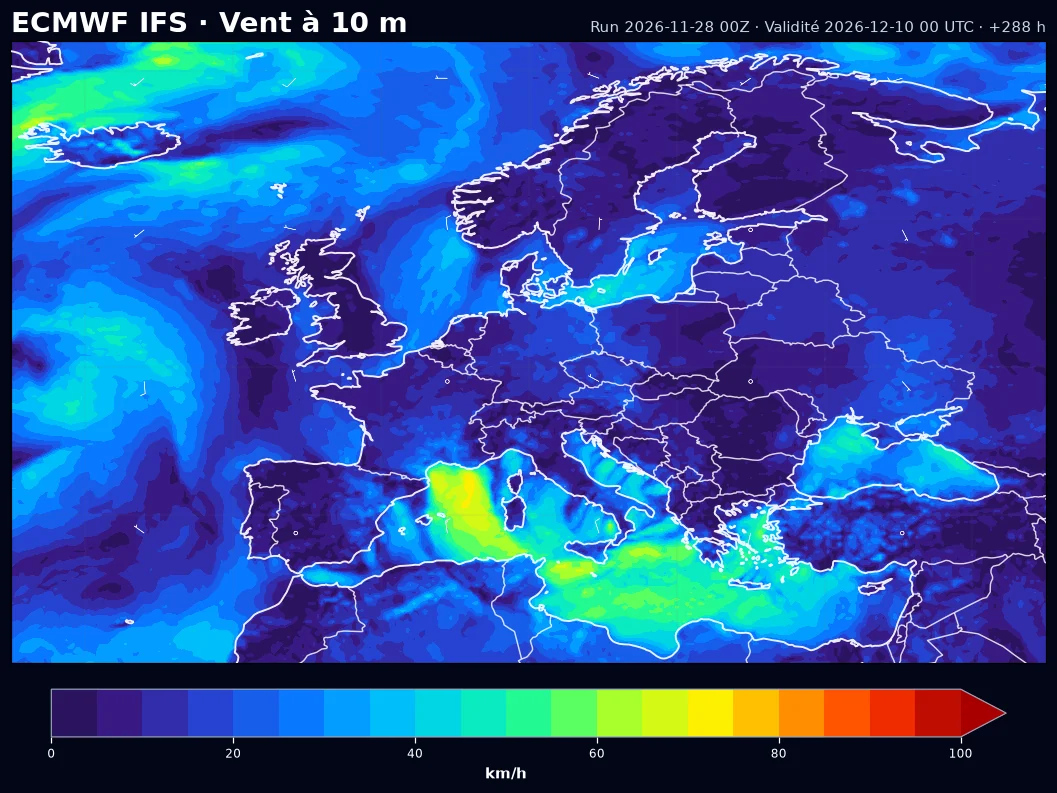 ECMWF IFS · Vent à 10 m
Run 2026-11-28 00Z · Validité 2026-12-10 00 UTC · +288 h
0 20 40 60 80 100
km/h